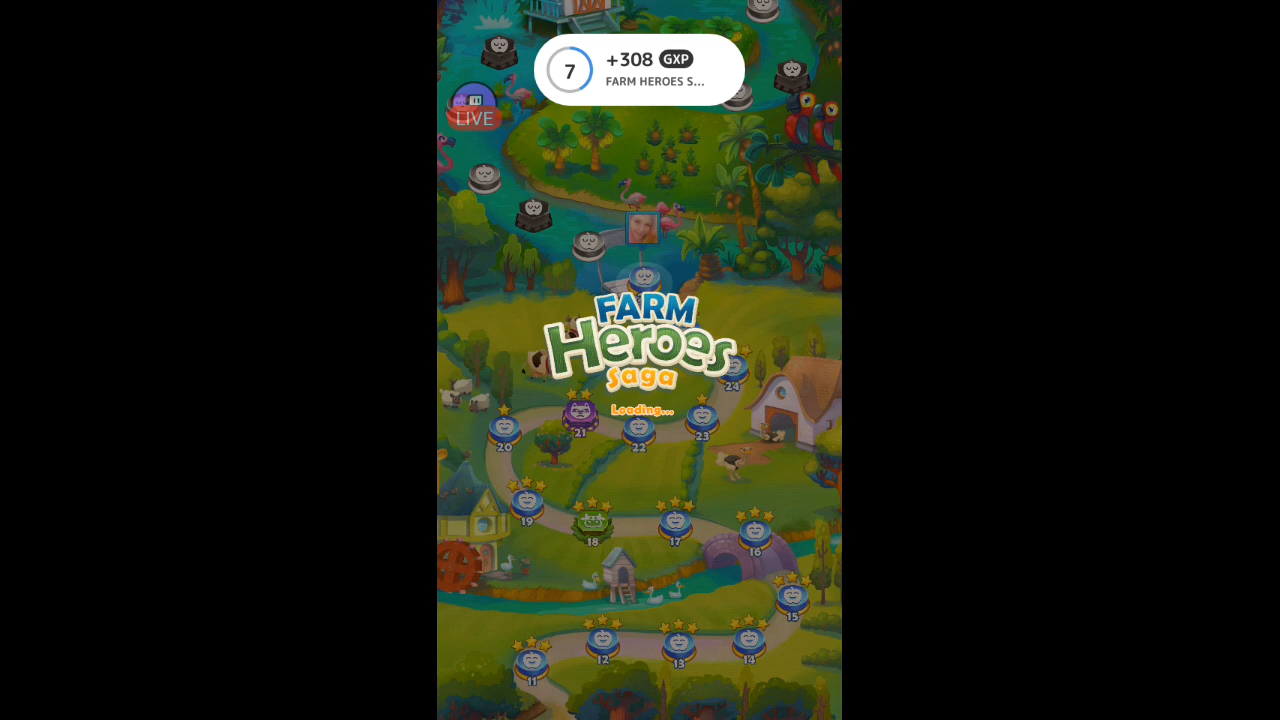 7
+308 GXP
FARM HEROES S...
LIVE
FARM
Heroes
Saga
Loading...
24
20
21
22
23
19
18
17
16
15
11
12
13
14